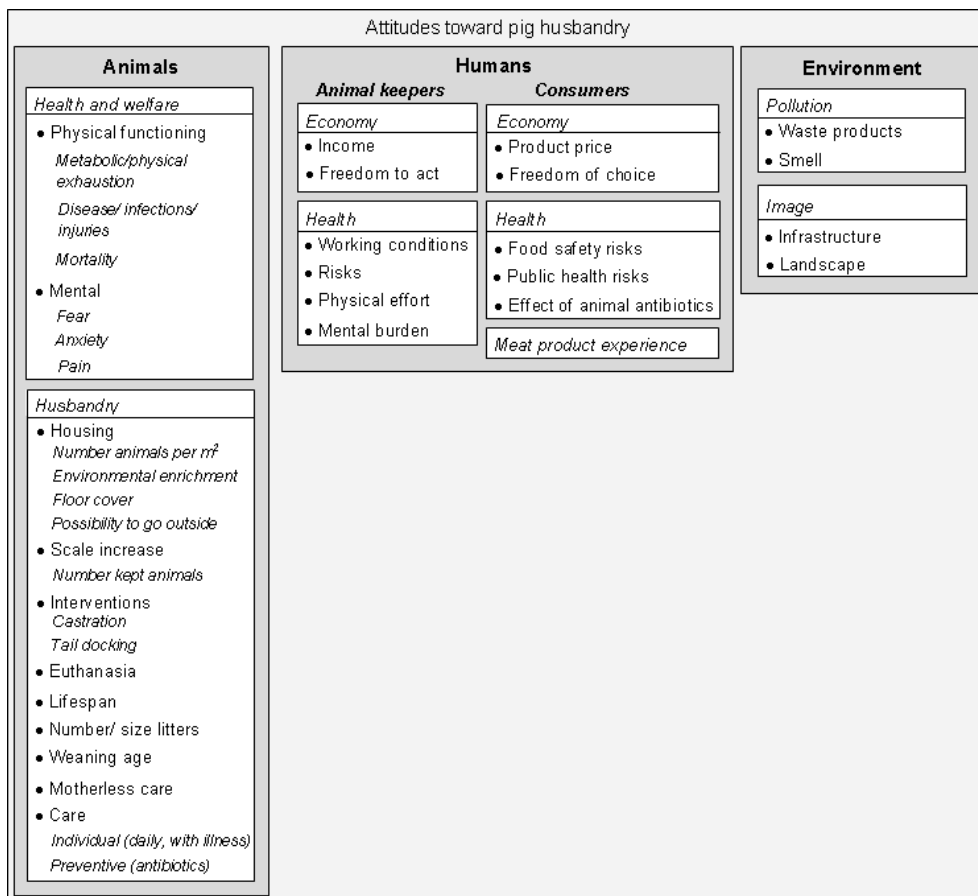 Attitudes toward pig husbandry
Animals
Health and welfare
● Physical functioning
Metabolic/physical
exhaustion
Disease/ infections/
injuries
Mortality
● Mental
Fear
Anxiety
Pain
Husbandry
● Housing
Number animals per m²
Environmental enrichment
Floor cover
Possibility to go outside
● Scale increase
Number kept animals
● Interventions
Castration
Tail docking
● Euthanasia
● Lifespan
● Number/ size litters
● Weaning age
● Motherless care
● Care
Individual (daily, with illness)
Preventive (antibiotics)
Humans
Animal keepers
Economy
● Income
● Freedom to act
Health
● Working conditions
● Risks
● Physical effort
● Mental burden
Consumers
Economy
● Product price
● Freedom of choice
Health
● Food safety risks
● Public health risks
● Effect of animal antibiotics
Meat product experience
Environment
Pollution
● Waste products
● Smell
Image
● Infrastructure
● Landscape